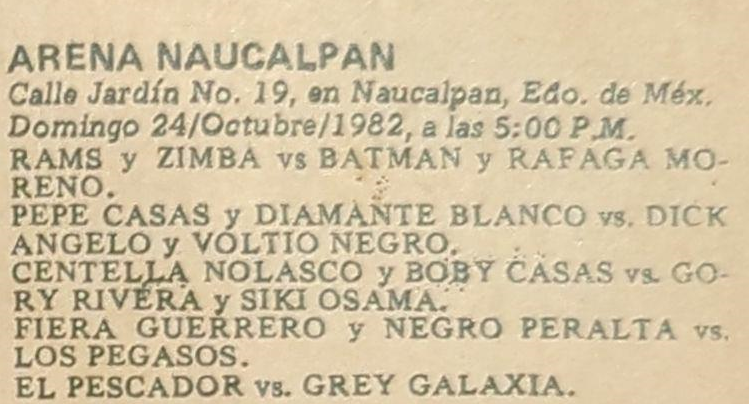 ARENA NAUCALPAN
Calle Jardín No. 19, en Naucalpan, Edo. de Méx.
Domingo 24/Octubre/1982, a las 5:00 P.M.
RAMS y ZIMBA vs BATMAN y RAFAGA MO-
RENO.
PEPE CASAS y DIAMANTE BLANCO vs. DICK
ANGELO y VOLTIO NEGRO.
CENTELLA NOLASCO y BOBY CASAS vs. GO-
RY RIVERA y SIKI OSAMA.
FIERA GUERRERO y NEGRO PERALTA vs.
LOS PEGASOS.
EL PESCADOR vs. GREY GALAXIA.